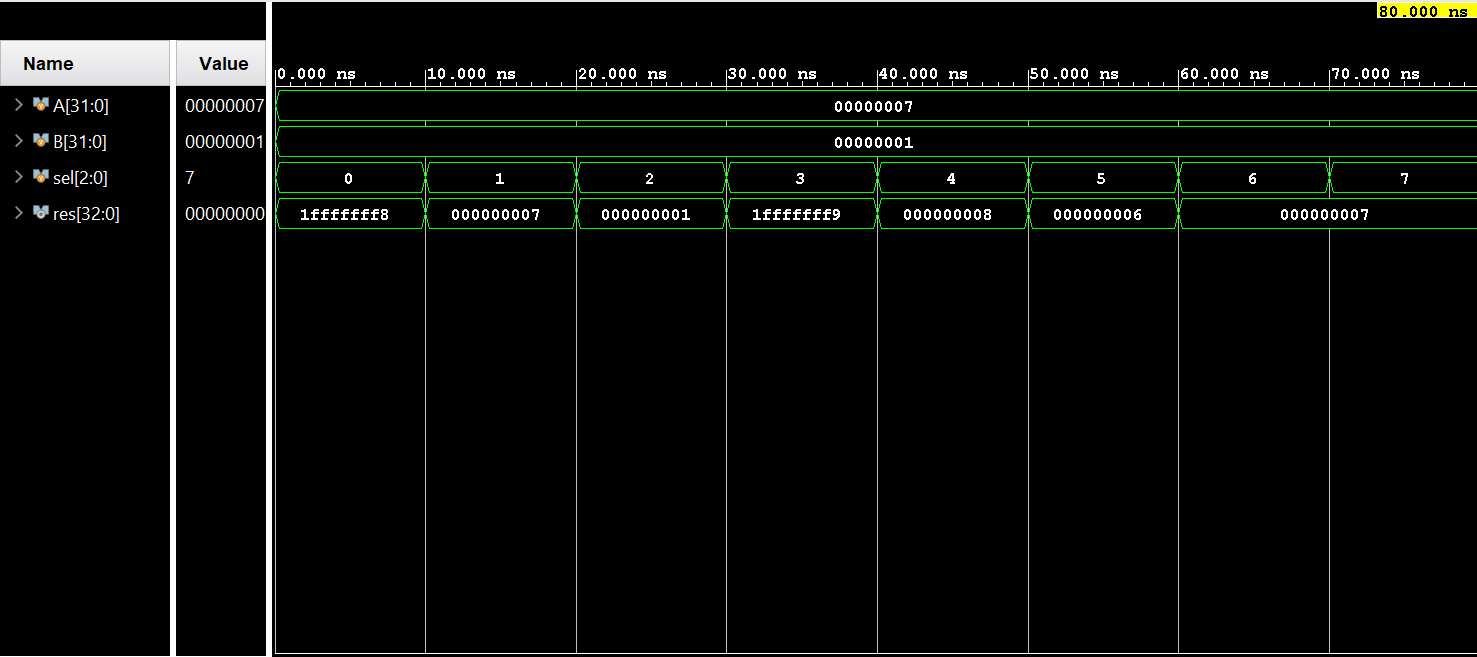 80.000 ns
Name Value
0.000 ns 10.000 ns 20.000 ns 30.000 ns 40.000 ns 50.000 ns 60.000 ns 70.000 ns
A[31:0] 00000007 00000007
B[31:0] 00000001 00000001
sel[2:0] 7 0 1 2 3 4 5 6 7
res[32:0] 00000000 1fffffff8 000000007 000000001 1fffffff9 000000008 000000006 000000007